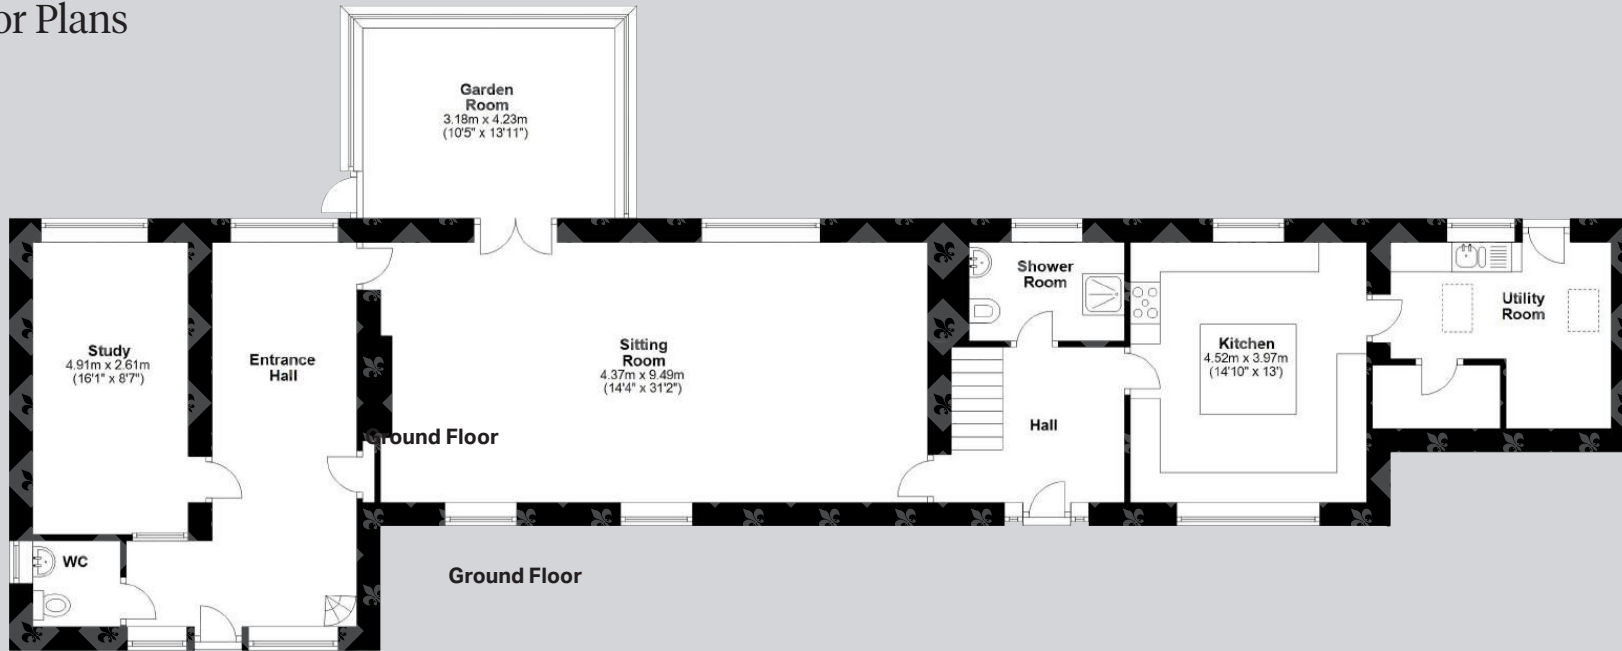 or Plans
Garden
Room
3.18m x 4.23m
(10'5" x 13'11")
Study
4.91m x 2.61m
(16'1" x 8'7")
Entrance
Hall
Sitting
Room
4.37m x 9.49m
(14'4" x 31'2")
Shower
Room
Hall
Kitchen
4.52m x 3.97m
(14'10" x 13')
Utility
Room
Ground Floor
WC
Ground Floor